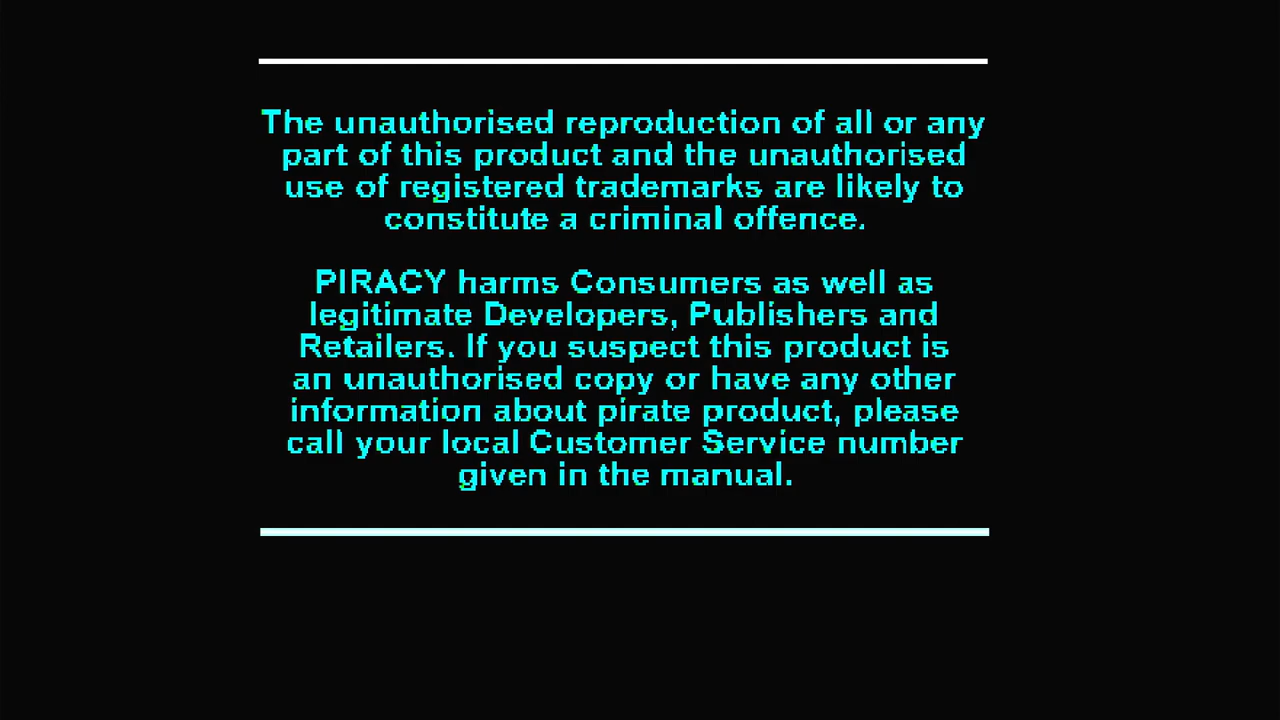 The unauthorised reproduction of all or any
part of this product and the unauthorised
use of registered trademarks are likely to
constitute a criminal offence.
PIRACY harms Consumers as well as
legitimate Developers, Publishers and
Retailers. If you suspect this product is
an unauthorised copy or have any other
information about pirate product, please
call your local Customer Service number
given in the manual.